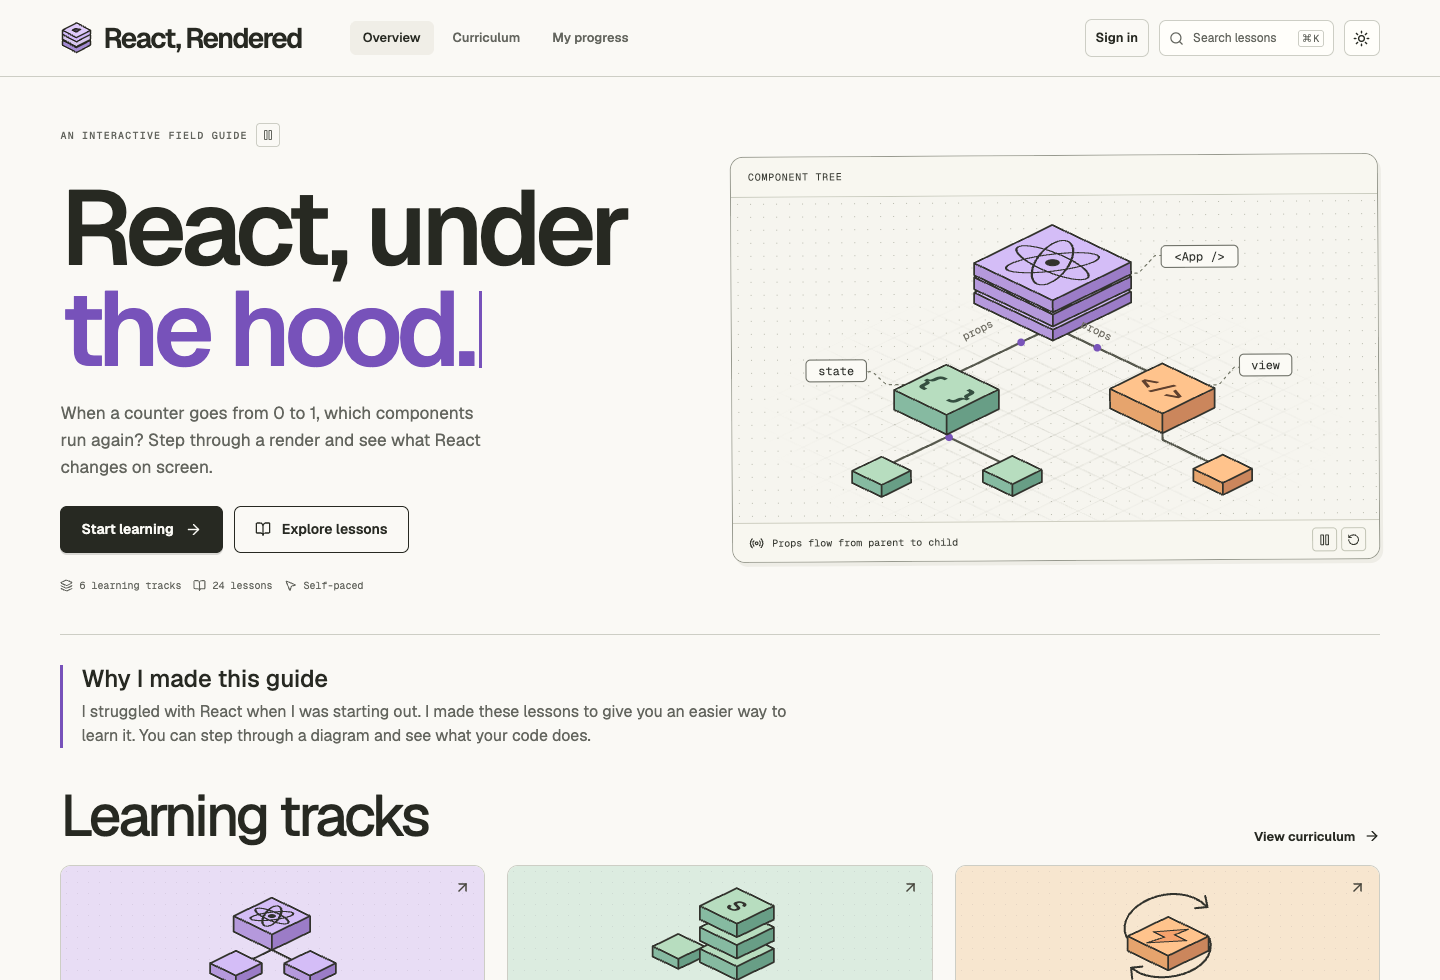 React, Rendered
Overview
Curriculum
My progress
Sign in
Search lessons
⌘K
AN INTERACTIVE FIELD GUIDE
React, under
the hood.
When a counter goes from 0 to 1, which components
run again? Step through a render and see what React
changes on screen.
Start learning
Explore lessons
6 learning tracks
24 lessons
Self-paced
COMPONENT TREE
<App />
props
props
state
view
{ }
</>
Props flow from parent to child
Why I made this guide
I struggled with React when I was starting out. I made these lessons to give you an easier way to
learn it. You can step through a diagram and see what your code does.
Learning tracks
View curriculum
S